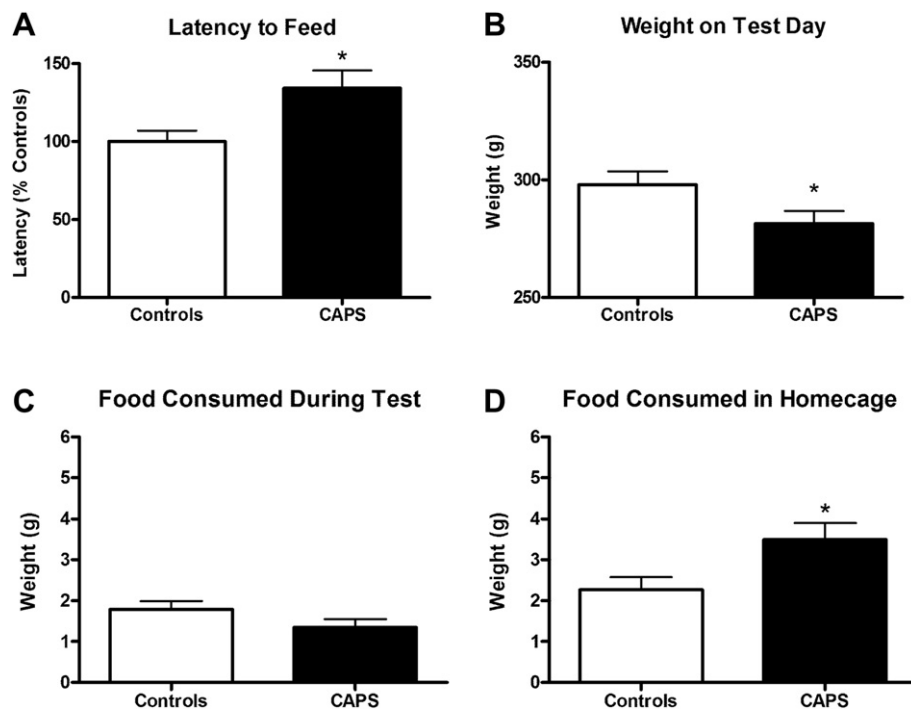 A
Latency to Feed
Latency (% Controls)
150
100
50
0
*
Controls
CAPS
B
Weight on Test Day
Weight (g)
350
300
250
*
Controls
CAPS
C
Food Consumed During Test
Weight (g)
6
5
4
3
2
1
0
Controls
CAPS
D
Food Consumed in Homecage
Weight (g)
6
5
4
3
2
1
0
*
Controls
CAPS